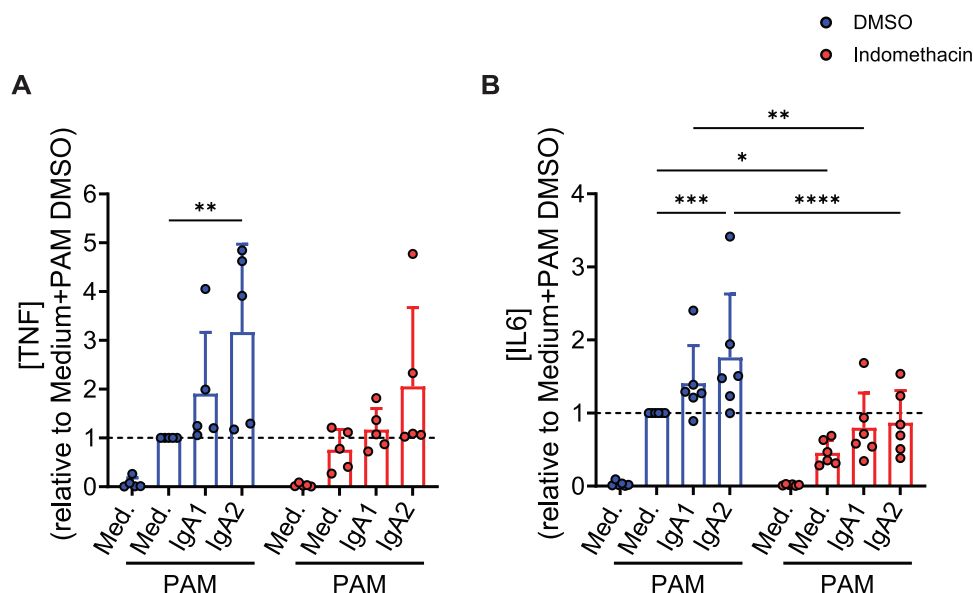 DMSO
Indomethacin
A
[TNF]
(relative to Medium+PAM DMSO)
6
5
4
3
2
1
0
**
Med.
Med.
IgA1
IgA2
Med.
Med.
IgA1
IgA2
PAM
PAM
B
[IL6]
(relative to Medium+PAM DMSO)
4
3
2
1
0
**
*
***
****
Med.
Med.
IgA1
IgA2
Med.
Med.
IgA1
IgA2
PAM
PAM